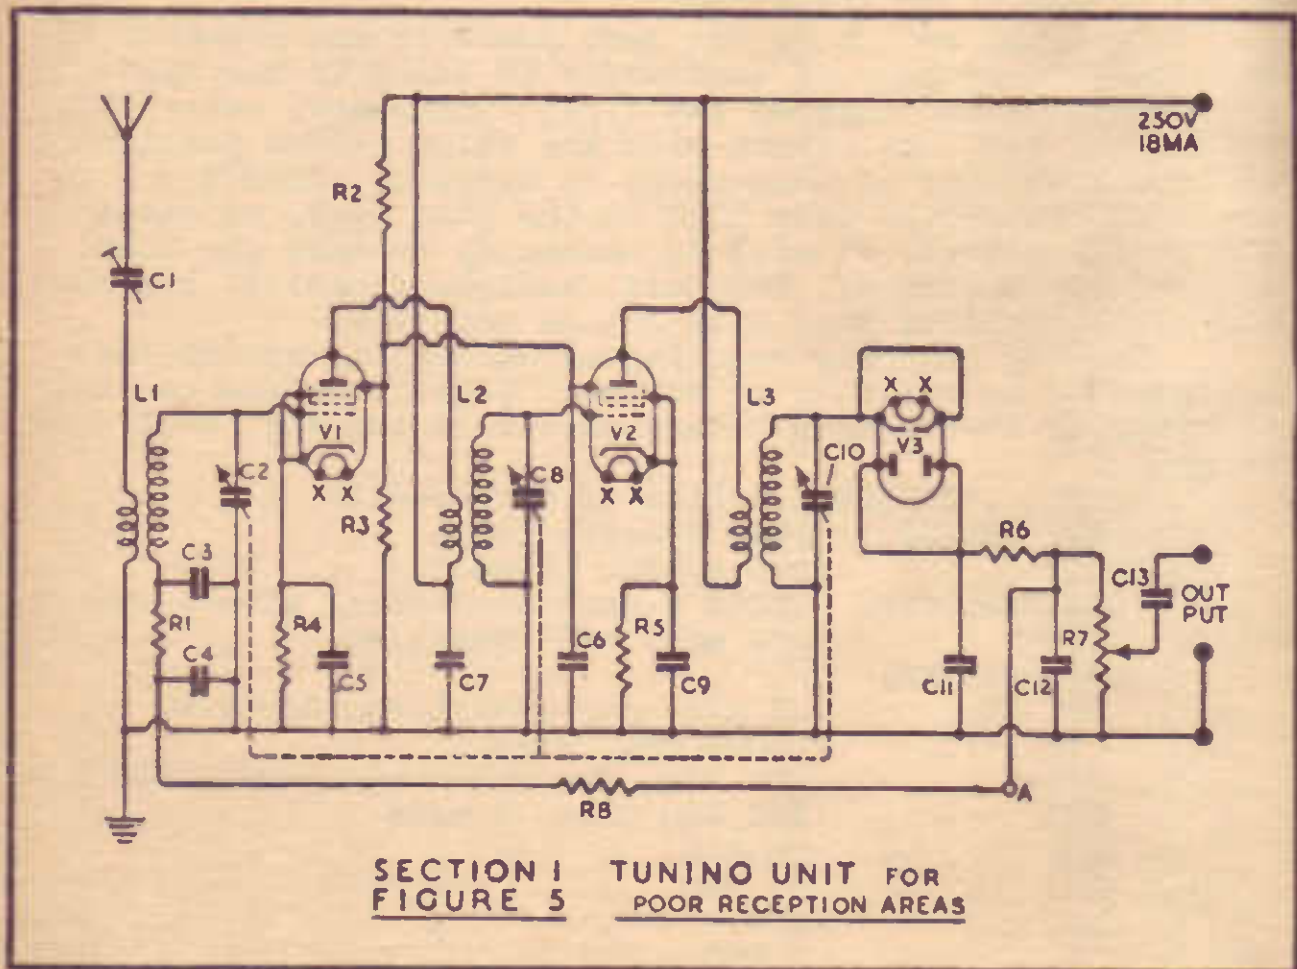 250V
18MA
R2
C1
L1
L2
L3
V1
V2
V3
X X
X X
X X
C2
C8
C10
R3
R6
C3
C13
OUT
PUT
R1
R4
C6
R5
R7
C4
C5
C7
C9
C11
C12
A
R8
SECTION 1 TUNINO UNIT FOR
FIGURE 5 POOR RECEPTION AREAS